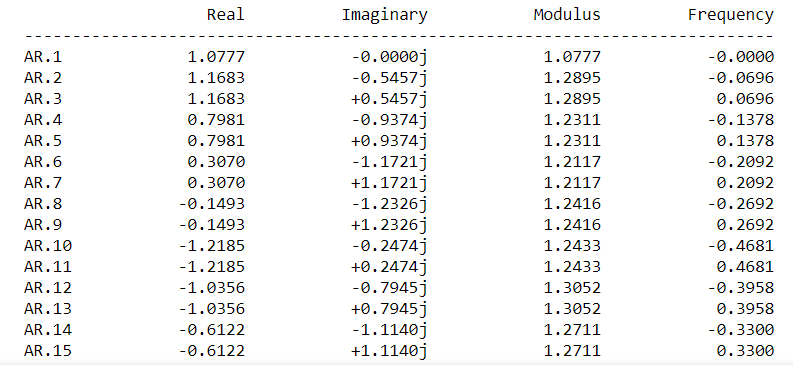 Real Imaginary Modulus Frequency
-----------------------------------------------------------------------------
AR.1 1.0777 -0.0000j 1.0777 -0.0000
AR.2 1.1683 -0.5457j 1.2895 -0.0696
AR.3 1.1683 +0.5457j 1.2895 0.0696
AR.4 0.7981 -0.9374j 1.2311 -0.1378
AR.5 0.7981 +0.9374j 1.2311 0.1378
AR.6 0.3070 -1.1721j 1.2117 -0.2092
AR.7 0.3070 +1.1721j 1.2117 0.2092
AR.8 -0.1493 -1.2326j 1.2416 -0.2692
AR.9 -0.1493 +1.2326j 1.2416 0.2692
AR.10 -1.2185 -0.2474j 1.2433 -0.4681
AR.11 -1.2185 +0.2474j 1.2433 0.4681
AR.12 -1.0356 -0.7945j 1.3052 -0.3958
AR.13 -1.0356 +0.7945j 1.3052 0.3958
AR.14 -0.6122 -1.1140j 1.2711 -0.3300
AR.15 -0.6122 +1.1140j 1.2711 0.3300